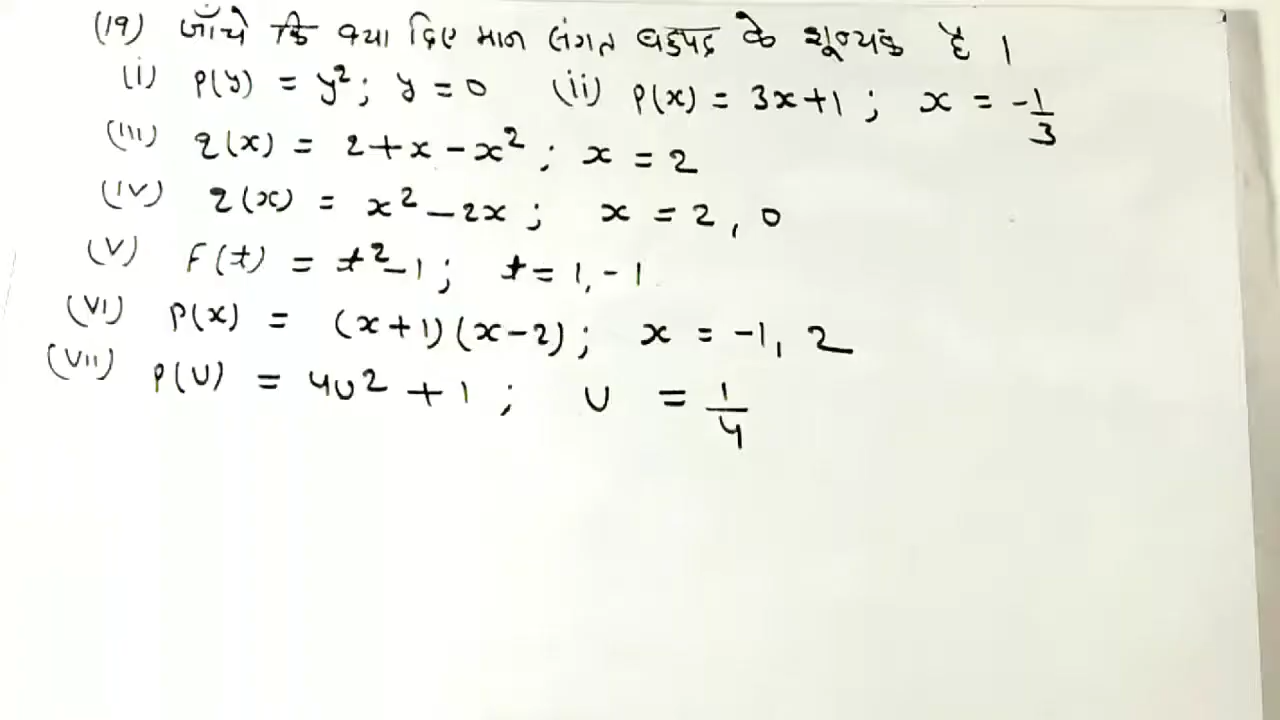 (19) जाँचे कि क्या दिए मान संगत बहुपद के शून्यक है ।
(i) P(y) = y²; y = 0 (ii) P(x) = 3x+1 ; x = -1/3
(iii) q(x) = 2+x-x² ; x = 2
(iv) q(x) = x²-2x ; x = 2, 0
(v) F(t) = t²-1 ; t = 1, -1
(vi) P(x) = (x+1)(x-2) ; x = -1, 2
(vii) P(U) = 4U² + 1 ; U = 1/4